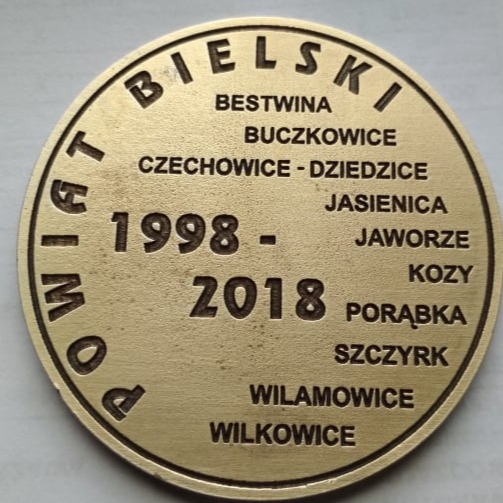 POWIAT BIELSKI
BESTWINA
BUCZKOWICE
CZECHOWICE - DZIEDZICE
JASIENICA
1998 -
JAWORZE
KOZY
2018
PORĄBKA
SZCZYRK
WILAMOWICE
WILKOWICE